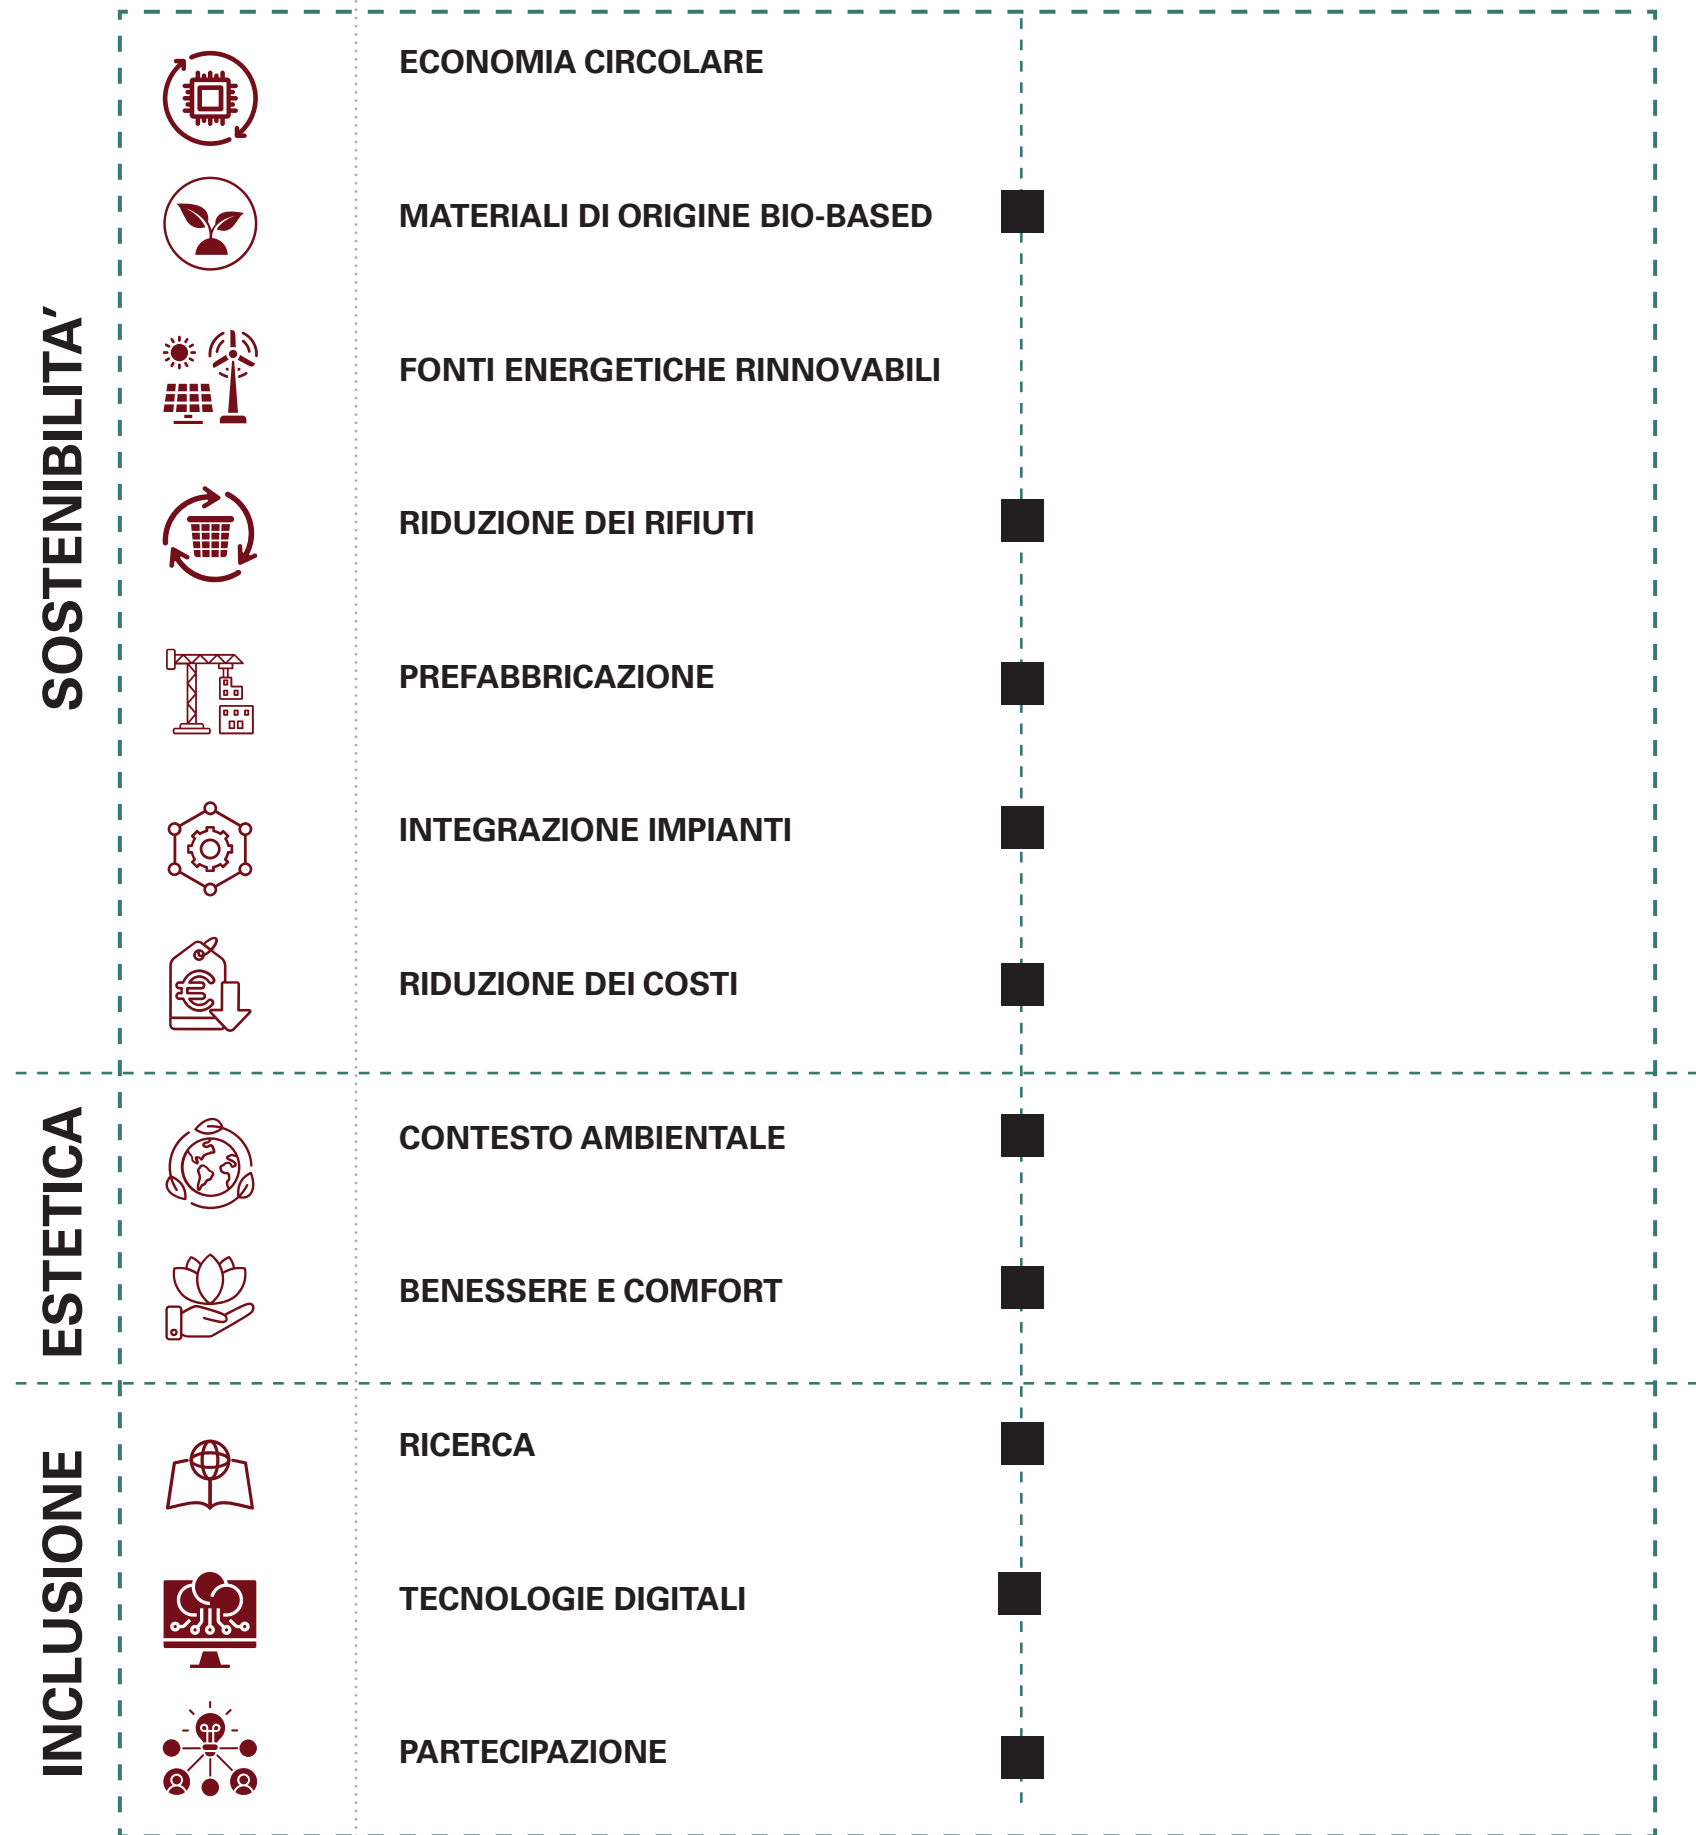 SOSTENIBILITA’
ECONOMIA CIRCOLARE
MATERIALI DI ORIGINE BIO-BASED
FONTI ENERGETICHE RINNOVABILI
RIDUZIONE DEI RIFIUTI
PREFABBRICAZIONE
INTEGRAZIONE IMPIANTI
RIDUZIONE DEI COSTI
ESTETICA
CONTESTO AMBIENTALE
BENESSERE E COMFORT
INCLUSIONE
RICERCA
TECNOLOGIE DIGITALI
PARTECIPAZIONE